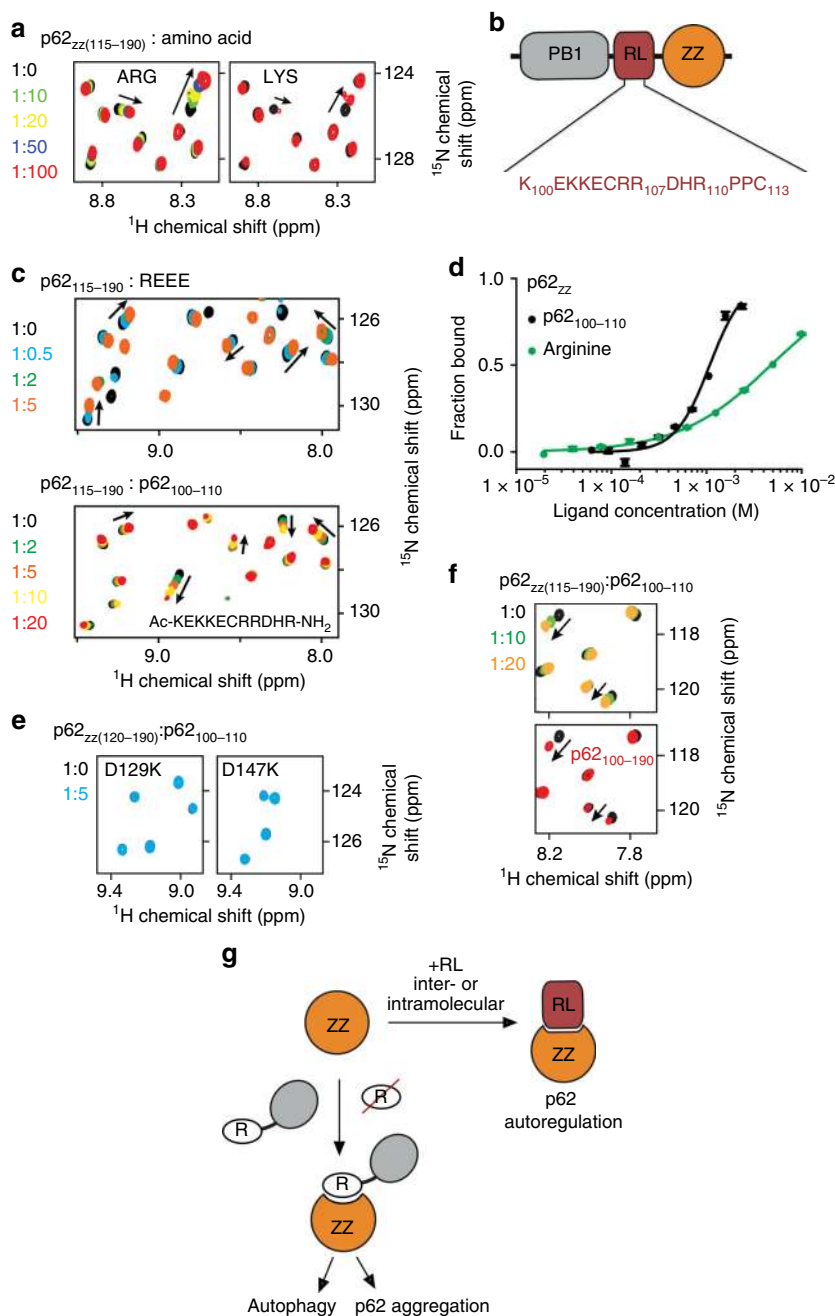 a
p62zz(115–190) : amino acid
1:0
1:10
1:20
1:50
1:100
ARG
LYS
124
128
15N chemical
shift (ppm)
8.8
8.3
8.8
8.3
1H chemical shift (ppm)
b
PB1
RL
ZZ
K100EKKECRR107DHR110PPC113
c
p62115–190 : REEE
1:0
1:0.5
1:2
1:5
126
130
9.0
8.0
p62115–190 : p62100–110
1:0
1:2
1:5
1:10
1:20
126
130
Ac-KEKKECRRDHR-NH2
15N chemical shift (ppm)
9.0
8.0
1H chemical shift (ppm)
d
p62ZZ
p62100–110
Arginine
1.0
0.5
0.0
Fraction bound
1 × 10−5
1 × 10−4
1 × 10−3
1 × 10−2
Ligand concentration (M)
e
p62zz(120–190):p62100–110
1:0
1:5
D129K
D147K
124
126
15N chemical
shift (ppm)
9.4
9.0
9.4
9.0
1H chemical shift (ppm)
f
p62zz(115–190):p62100–110
1:0
1:10
1:20
118
120
p62100–190
118
120
15N chemical shift (ppm)
8.2
7.8
1H chemical shift (ppm)
g
ZZ
+RL
inter- or
intramolecular
RL
ZZ
p62
autoregulation
R
R
R
ZZ
Autophagy
p62 aggregation